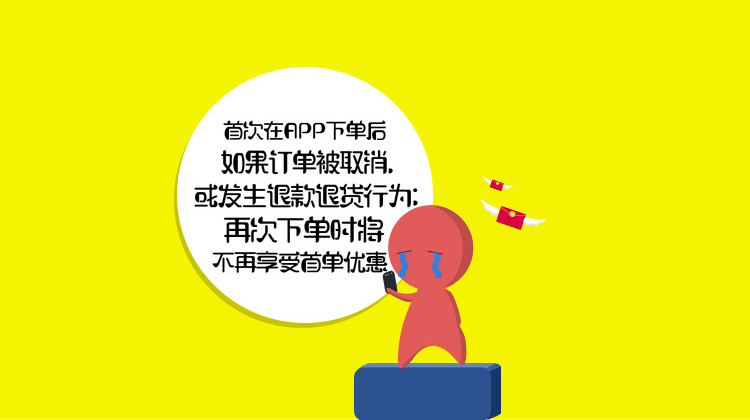 首次在APP下单后
如果订单被取消,
或发生退款退货行为;
再次下单时将
不再享受首单优惠